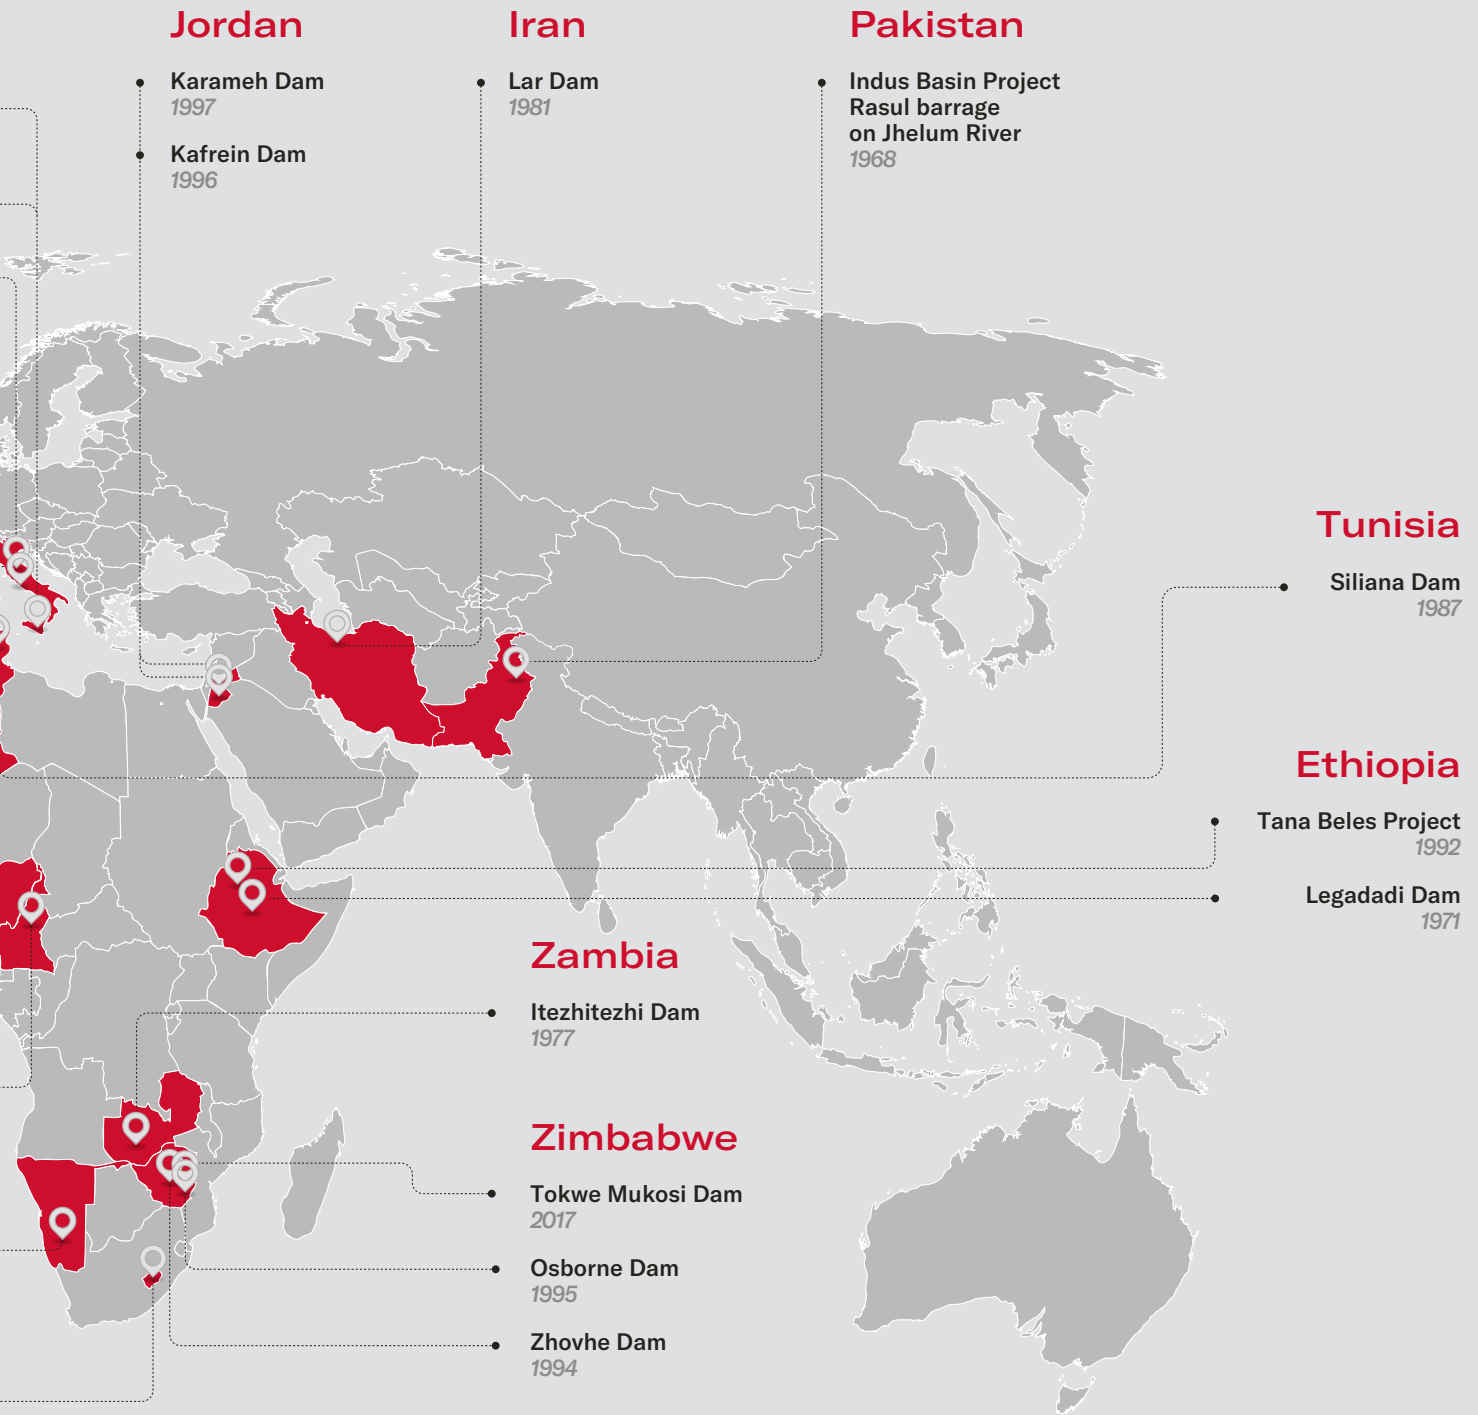 Jordan
Karameh Dam
1997
Kafrein Dam
1996
Iran
Lar Dam
1981
Pakistan
Indus Basin Project
Rasul barrage
on Jhelum River
1968
Tunisia
Siliana Dam
1987
Ethiopia
Tana Beles Project
1992
Legadadi Dam
1971
Zambia
Itezhitezhi Dam
1977
Zimbabwe
Tokwe Mukosi Dam
2017
Osborne Dam
1995
Zhovhe Dam
1994